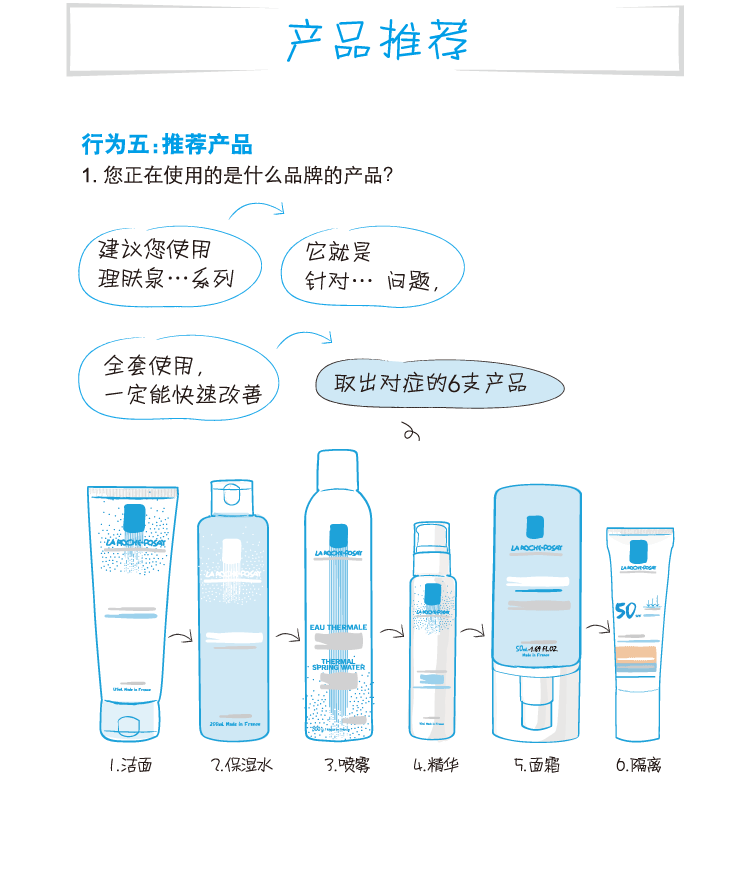 产品推荐
行为五：推荐产品
1. 您正在使用的是什么品牌的产品?
建议您使用
理肤泉…系列
它就是
针对… 问题,
全套使用,
一定能快速改善
取出对症的6支产品
LA ROCHE-POSAY
LA ROCHE-POSAY
LA ROCHE-POSAY
LA ROCHE-POSAY
LA ROCHE-POSAY
LA ROCHE-POSAY
EAU THERMALE
THERMAL
SPRING WATER
50
50ml-1.69 FL.OZ.
Made in France
Made in France
200mL Made in France
300g
1.洁面
2.保湿水
3.喷雾
4.精华
5.面霜
6.隔离